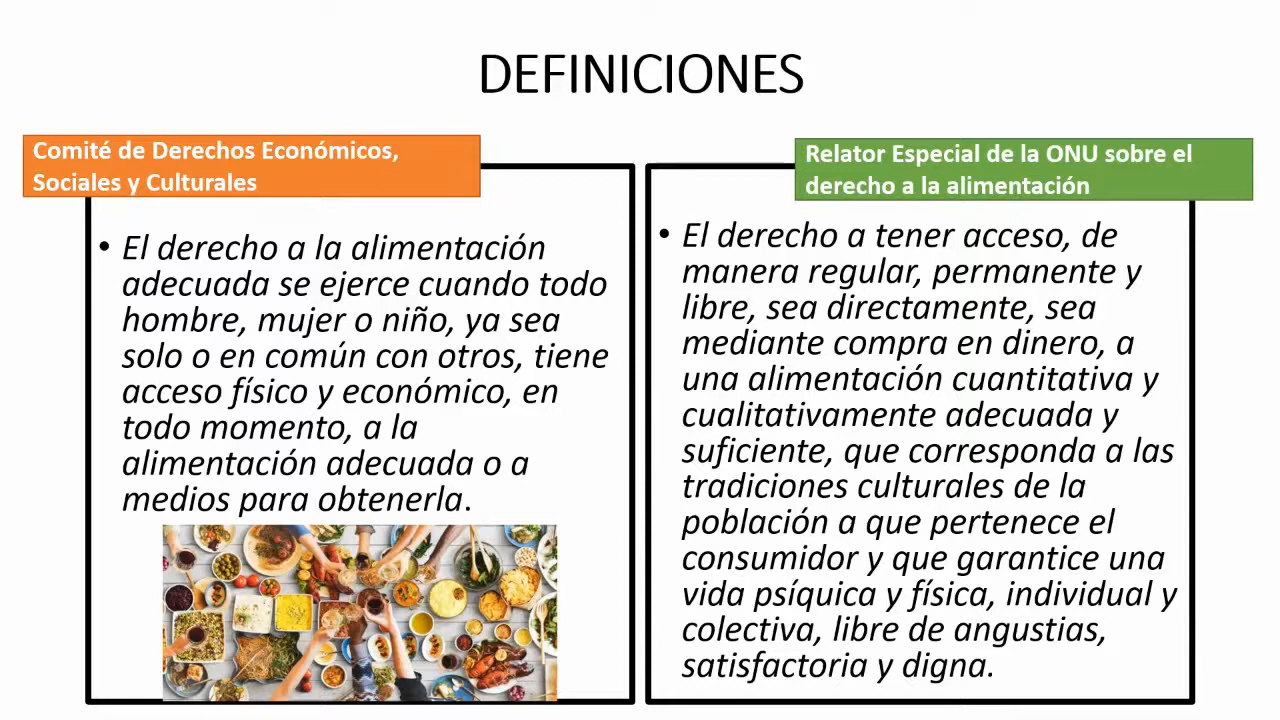 DEFINICIONES
Comité de Derechos Económicos,
Sociales y Culturales
• El derecho a la alimentación
adecuada se ejerce cuando todo
hombre, mujer o niño, ya sea
solo o en común con otros, tiene
acceso físico y económico, en
todo momento, a la
alimentación adecuada o a
medios para obtenerla.
Relator Especial de la ONU sobre el
derecho a la alimentación
• El derecho a tener acceso, de
manera regular, permanente y
libre, sea directamente, sea
mediante compra en dinero, a
una alimentación cuantitativa y
cualitativamente adecuada y
suficiente, que corresponda a las
tradiciones culturales de la
población a que pertenece el
consumidor y que garantice una
vida psíquica y física, individual y
colectiva, libre de angustias,
satisfactoria y digna.